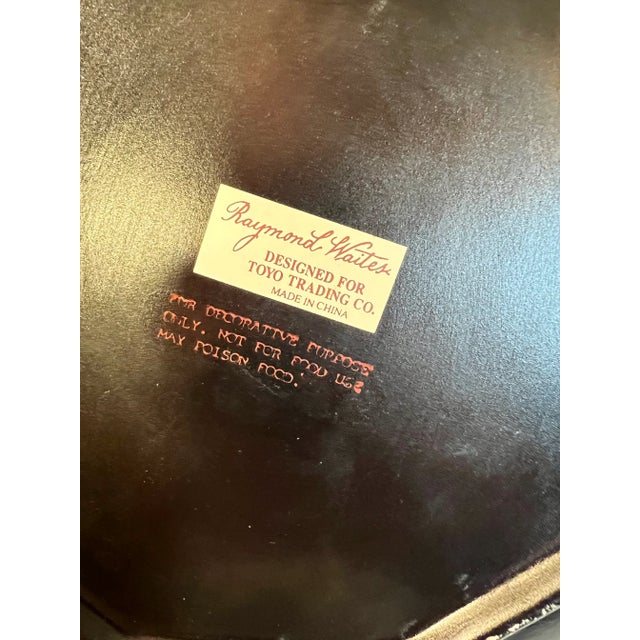 Raymond Waites
DESIGNED FOR
TOYO TRADING CO.
MADE IN CHINA
FOR DECORATIVE PURPOSE
ONLY. NOT FOR FOOD USE
MAY POISON FOOD.